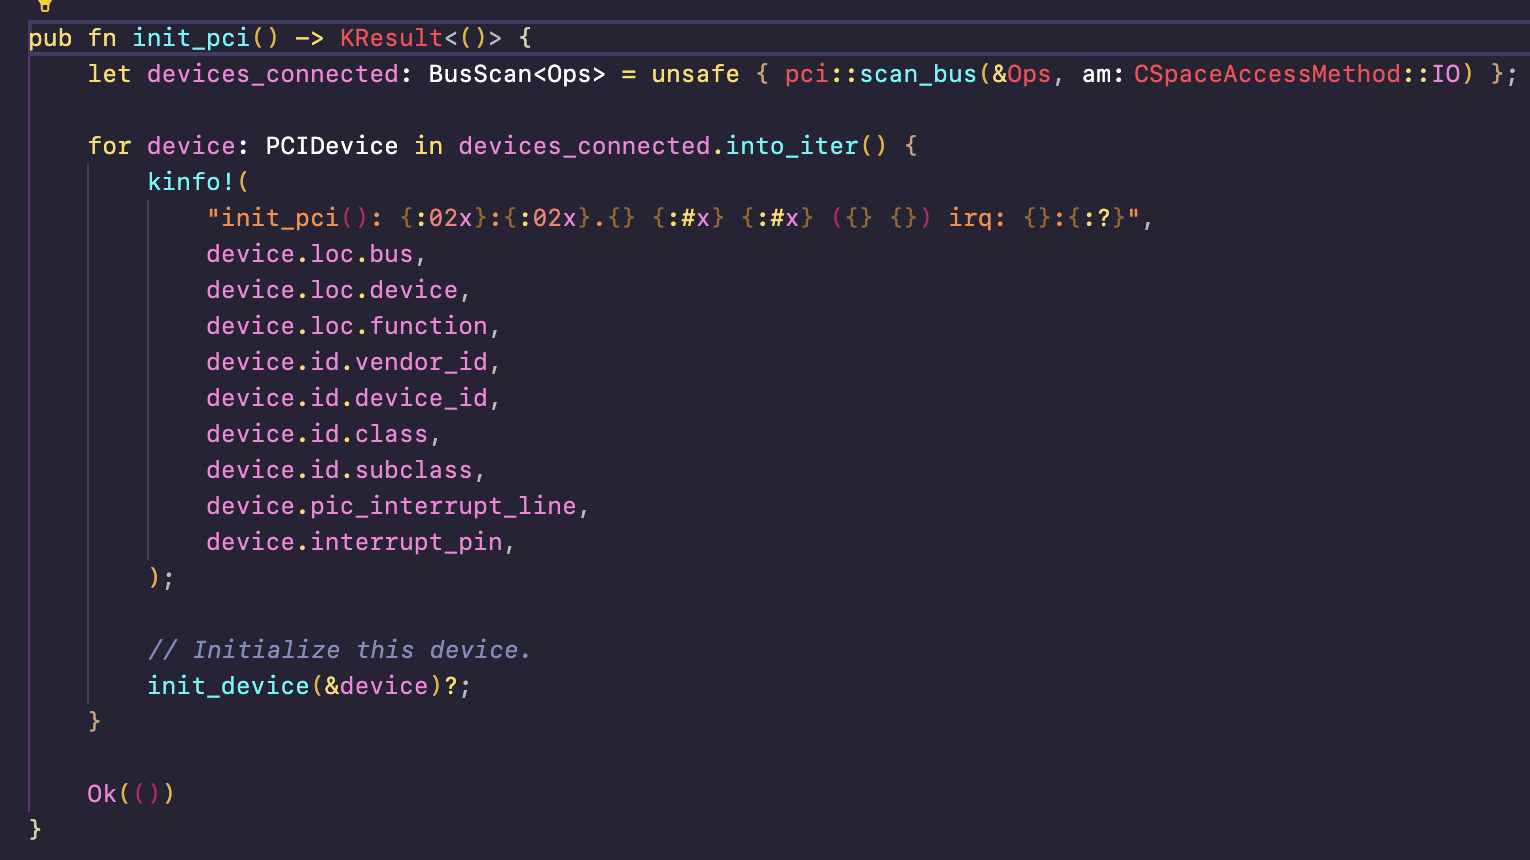 pub fn init_pci() -> KResult<()> {
    let devices_connected: BusScan<Ops> = unsafe { pci::scan_bus(&Ops, am: CSpaceAccessMethod::IO) };

    for device: PCIDevice in devices_connected.into_iter() {
        kinfo!(
            "init_pci(): {:02x}:{:02x}.{} {:#x} {:#x} ({} {}) irq: {}:{:?}",
            device.loc.bus,
            device.loc.device,
            device.loc.function,
            device.id.vendor_id,
            device.id.device_id,
            device.id.class,
            device.id.subclass,
            device.pic_interrupt_line,
            device.interrupt_pin,
        );

        // Initialize this device.
        init_device(&device)?;
    }

    Ok(())
}